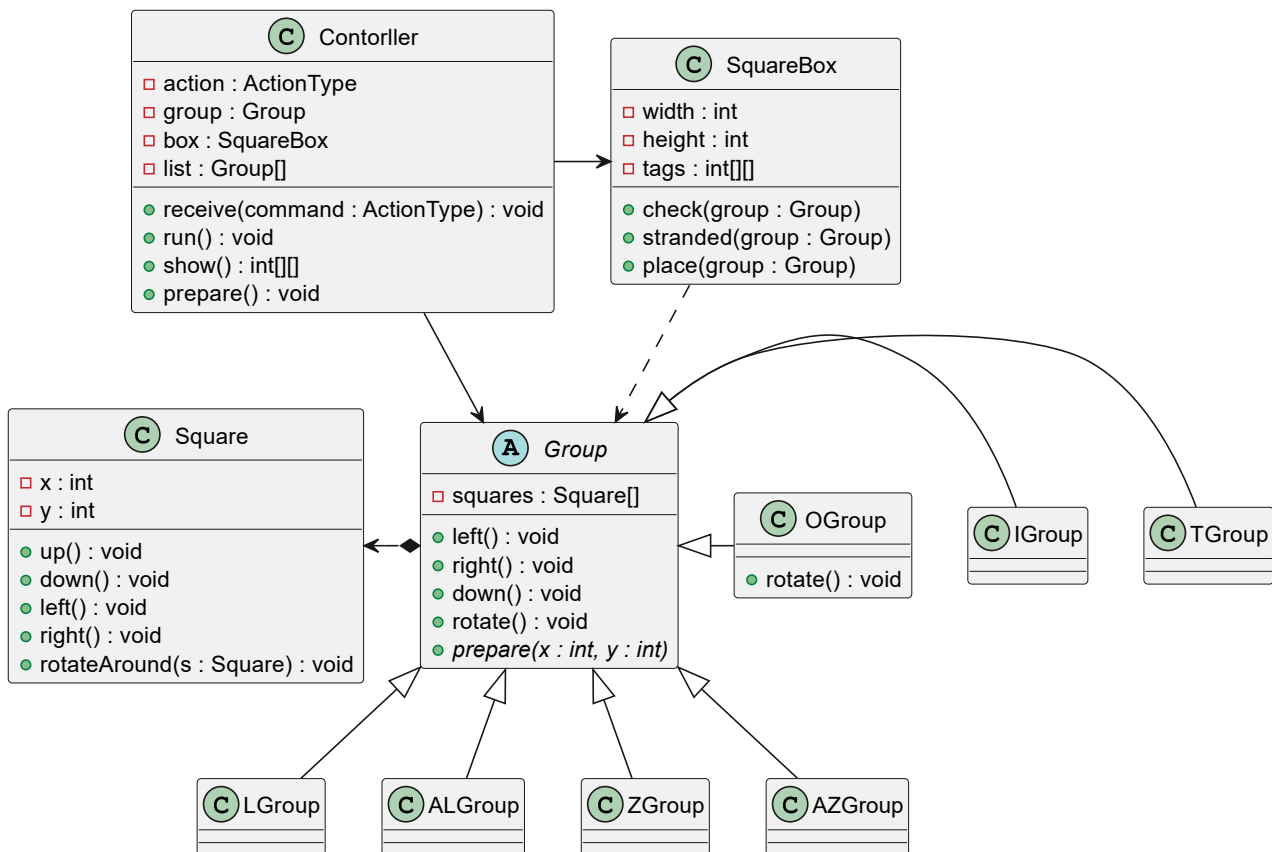 C Contorller
action : ActionType
group : Group
box : SquareBox
list : Group[]
receive(command : ActionType) : void
run() : void
show() : int[][]
prepare() : void
C SquareBox
width : int
height : int
tags : int[][]
check(group : Group)
stranded(group : Group)
place(group : Group)
C Square
x : int
y : int
up() : void
down() : void
left() : void
right() : void
rotateAround(s : Square) : void
A Group
squares : Square[]
left() : void
right() : void
down() : void
rotate() : void
prepare(x : int, y : int)
C OGroup
rotate() : void
C IGroup
C TGroup
C LGroup
C ALGroup
C ZGroup
C AZGroup